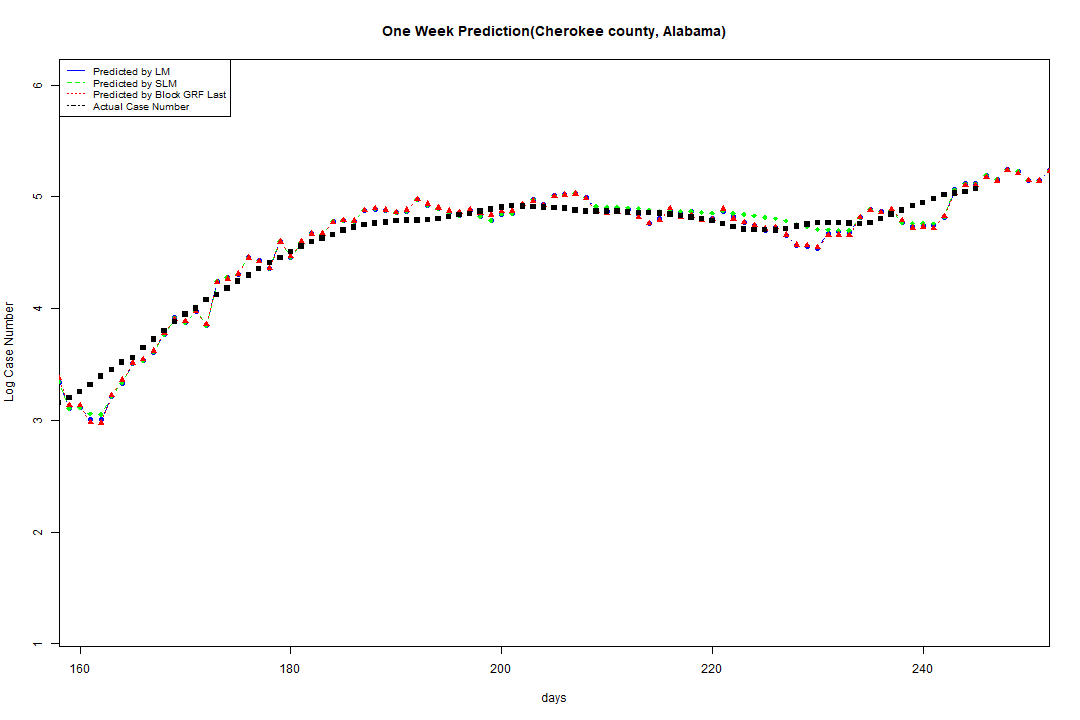 One Week Prediction(Cherokee county, Alabama)
Predicted by LM
Predicted by SLM
Predicted by Block GRF Last
Actual Case Number
6
5
4
3
2
1
Log Case Number
160 180 200 220 240
days